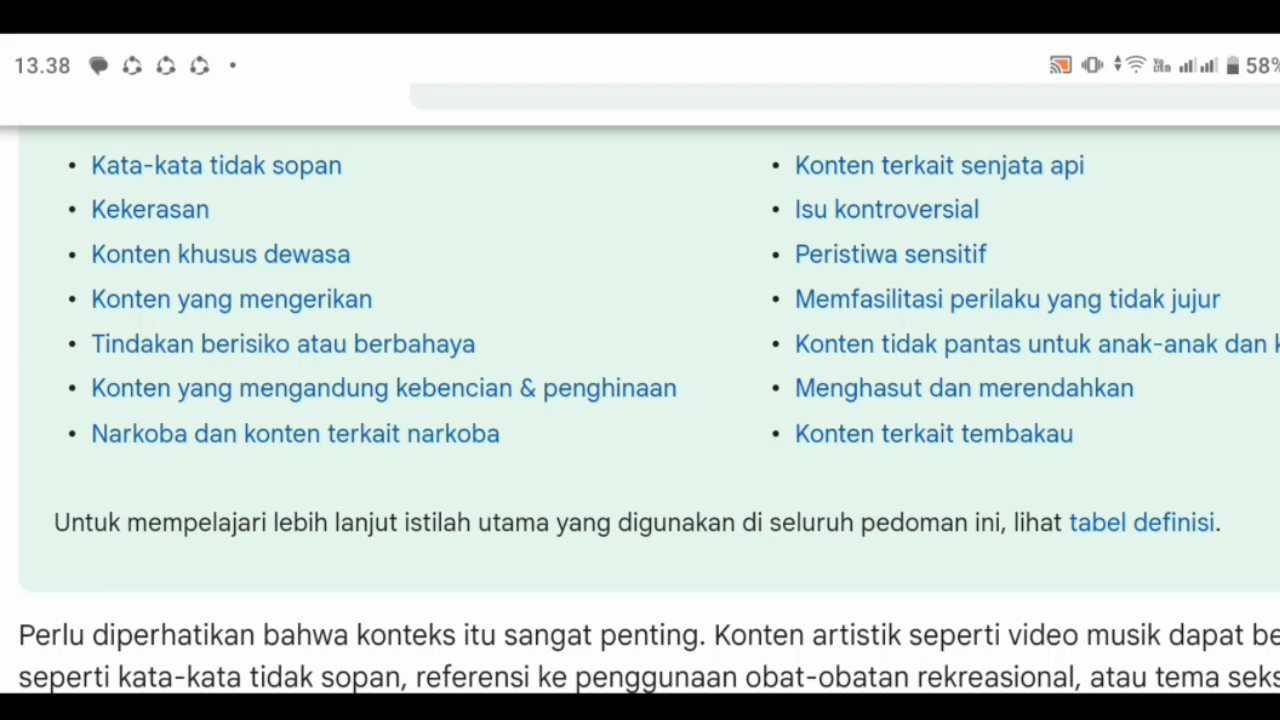 13.38
58%
Kata-kata tidak sopan
Kekerasan
Konten khusus dewasa
Konten yang mengerikan
Tindakan berisiko atau berbahaya
Konten yang mengandung kebencian & penghinaan
Narkoba dan konten terkait narkoba
Konten terkait senjata api
Isu kontroversial
Peristiwa sensitif
Memfasilitasi perilaku yang tidak jujur
Konten tidak pantas untuk anak-anak dan
Menghasut dan merendahkan
Konten terkait tembakau
Untuk mempelajari lebih lanjut istilah utama yang digunakan di seluruh pedoman ini, lihat tabel definisi.
Perlu diperhatikan bahwa konteks itu sangat penting. Konten artistik seperti video musik dapat be
seperti kata-kata tidak sopan, referensi ke penggunaan obat-obatan rekreasional, atau tema seks